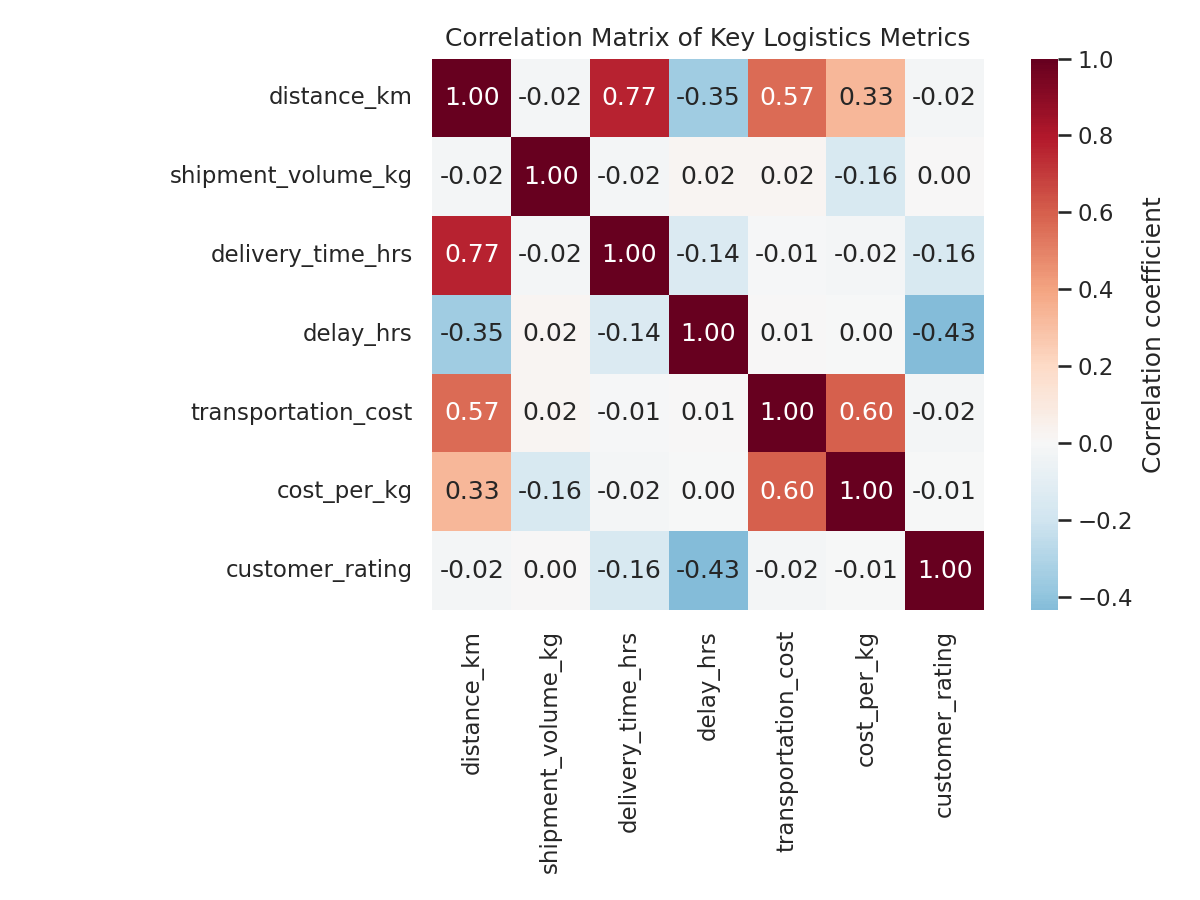 Correlation Matrix of Key Logistics Metrics
distance_km 1.00 -0.02 0.77 -0.35 0.57 0.33 -0.02
shipment_volume_kg -0.02 1.00 -0.02 0.02 0.02 -0.16 0.00
delivery_time_hrs 0.77 -0.02 1.00 -0.14 -0.01 -0.02 -0.16
delay_hrs -0.35 0.02 -0.14 1.00 0.01 0.00 -0.43
transportation_cost 0.57 0.02 -0.01 0.01 1.00 0.60 -0.02
cost_per_kg 0.33 -0.16 -0.02 0.00 0.60 1.00 -0.01
customer_rating -0.02 0.00 -0.16 -0.43 -0.02 -0.01 1.00
distance_km
shipment_volume_kg
delivery_time_hrs
delay_hrs
transportation_cost
cost_per_kg
customer_rating
1.0
0.8
0.6
0.4
0.2
0.0
−0.2
−0.4
Correlation coefficient